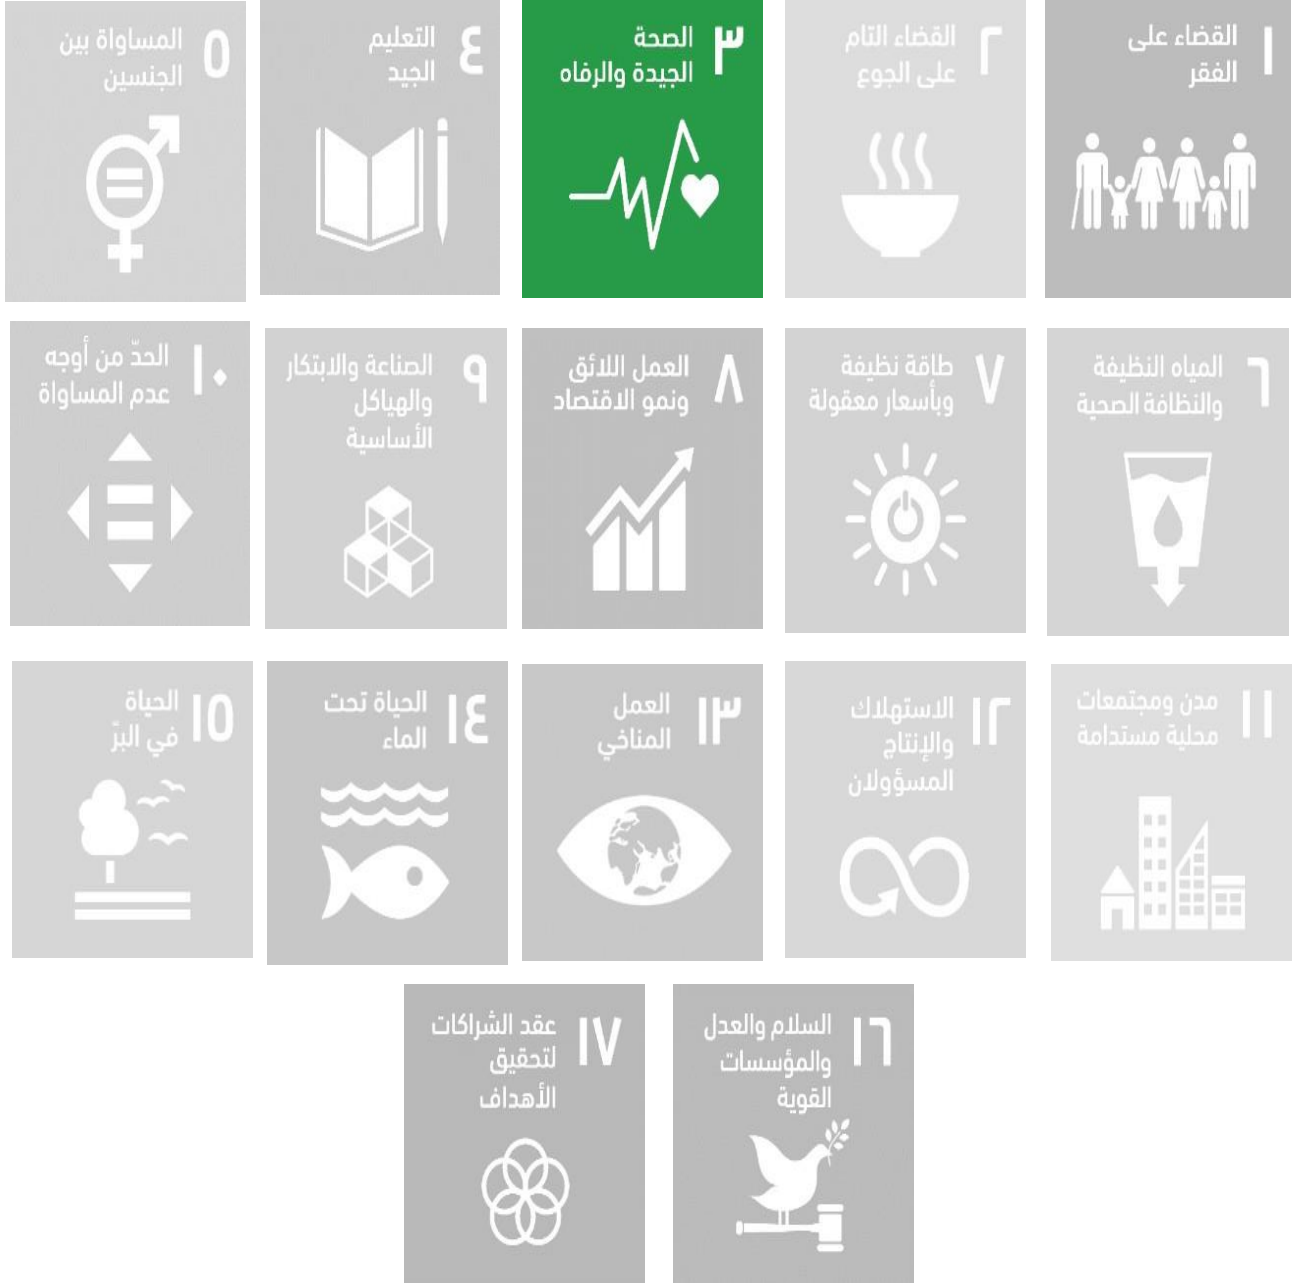 ١ القضاء على
الفقر
٢ القضاء التام
على الجوع
٣ الصحة
الجيدة والرفاه
٤ التعليم
الجيد
٥ المساواة بين
الجنسين
٦ المياه النظيفة
والنظافة الصحية
٧ طاقة نظيفة
وبأسعار معقولة
٨ العمل اللائق
ونمو الاقتصاد
٩ الصناعة والابتكار
والهياكل
الأساسية
١٠ الحدّ من أوجه
عدم المساواة
١١ مدن ومجتمعات
محلية مستدامة
١٢ الاستهلاك
والإنتاج
المسؤولان
١٣ العمل
المناخي
١٤ الحياة تحت
الماء
١٥ الحياة
في البرّ
١٦ السلام والعدل
والمؤسسات
القوية
١٧ عقد الشراكات
لتحقيق
الأهداف